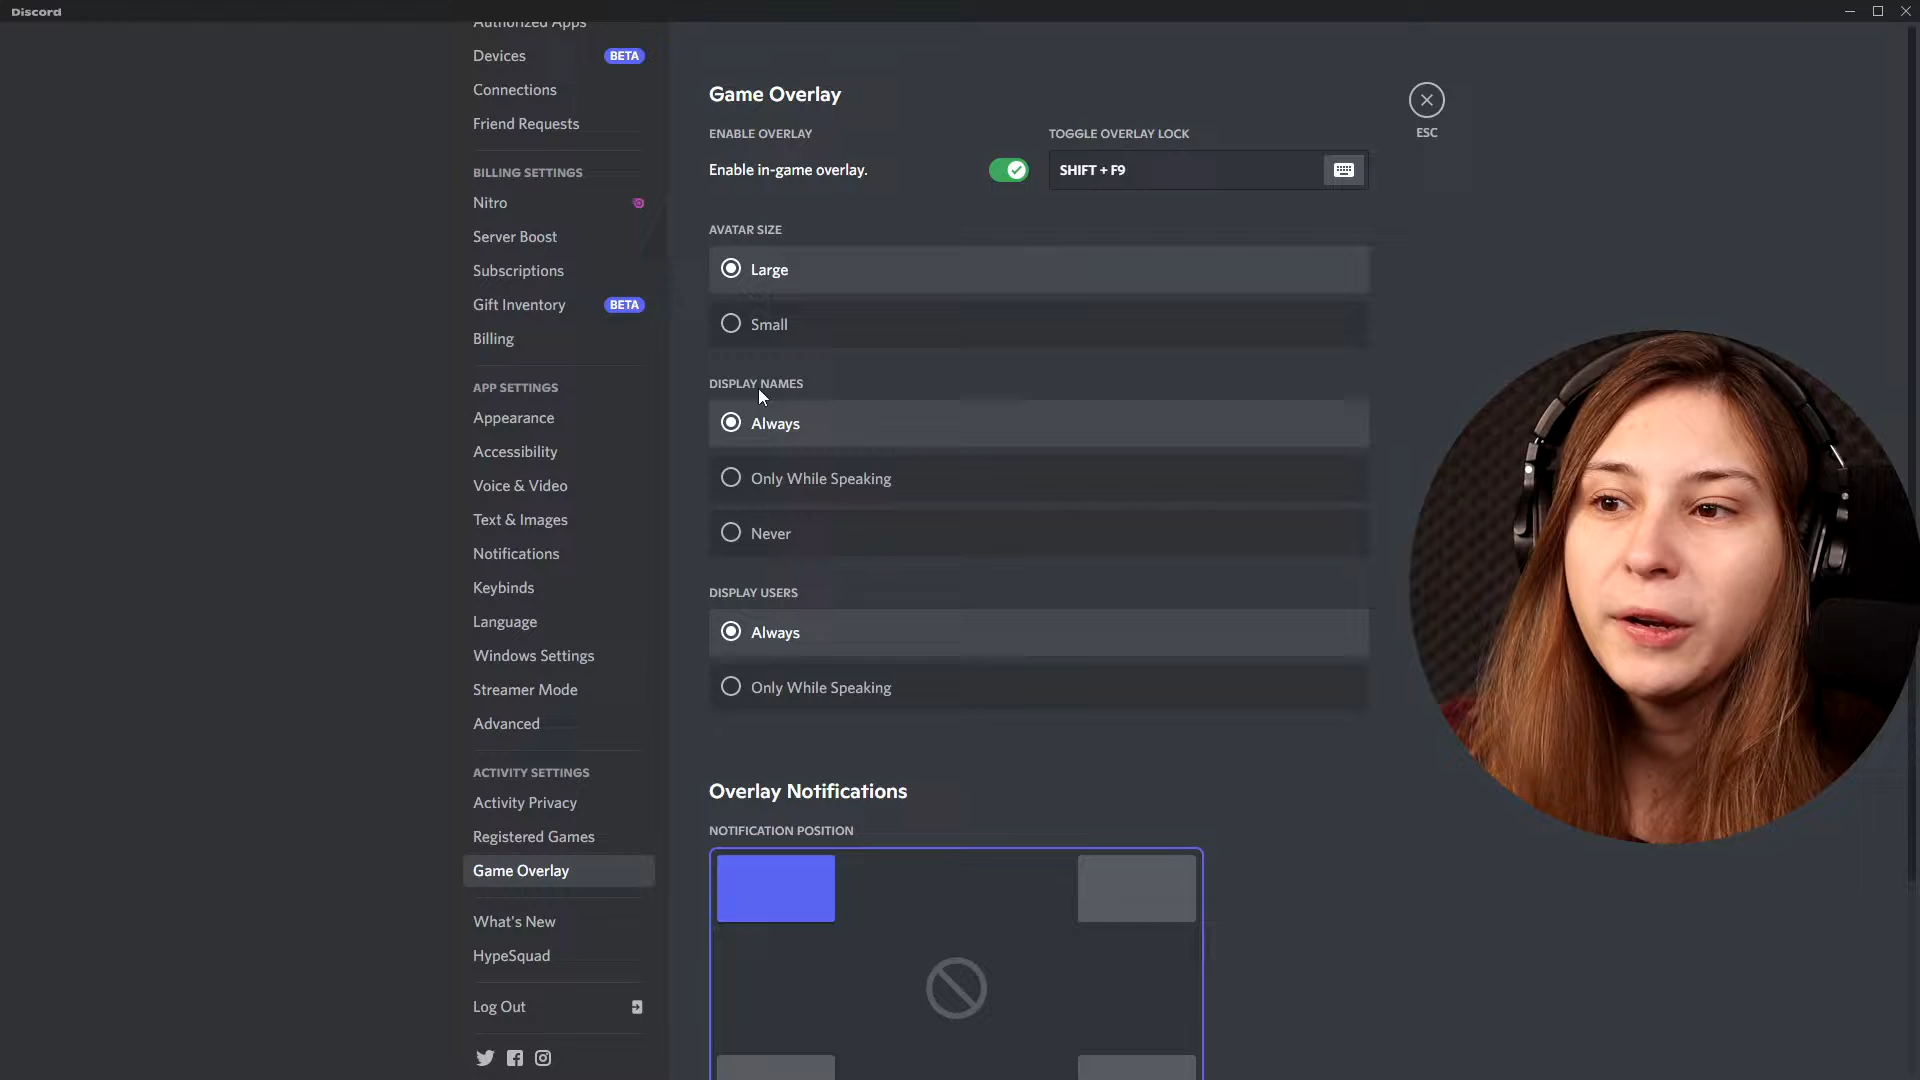 Discord
Authorized Apps
Devices BETA
Connections
Friend Requests
BILLING SETTINGS
Nitro
Server Boost
Subscriptions
Gift Inventory BETA
Billing
APP SETTINGS
Appearance
Accessibility
Voice & Video
Text & Images
Notifications
Keybinds
Language
Windows Settings
Streamer Mode
Advanced
ACTIVITY SETTINGS
Activity Privacy
Registered Games
Game Overlay
What's New
HypeSquad
Log Out
Game Overlay
ENABLE OVERLAY
Enable in-game overlay.
TOGGLE OVERLAY LOCK
SHIFT + F9
ESC
AVATAR SIZE
Large
Small
DISPLAY NAMES
Always
Only While Speaking
Never
DISPLAY USERS
Always
Only While Speaking
Overlay Notifications
NOTIFICATION POSITION